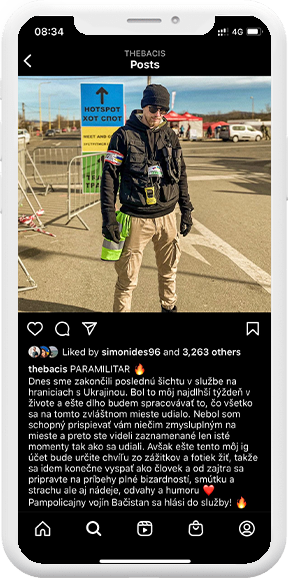 08:34
4G
THEBACIS
Posts
HOTSPOT
ХОТ СПОТ
MEET AND
Liked by simonides96 and 3,263 others
thebacis PARAMILITAR 🔥
Dnes sme zakončili poslednú šichtu v službe na
hraniciach s Ukrajinou. Bol to môj najdlhší týždeň v
živote a ešte dlho budem spracovávať to, čo všetko
sa na tomto zvláštnom mieste udialo. Nebol som
schopný prispievať vám niečím zmysluplným na
mieste a preto ste videli zaznamenané len isté
momenty tak ako sa udiali. Avšak ešte tento môj ig
účet bude určite chvíľu zo zážitkov a fotiek žiť, takže
sa idem konečne vyspať ako človek a od zajtra sa
pripravte na príbehy plné bizardností, smútku a
strachu ale aj nádeje, odvahy a humoru ❤️
Pampolicajny vojín Bačistan sa hlási do služby! 🔥